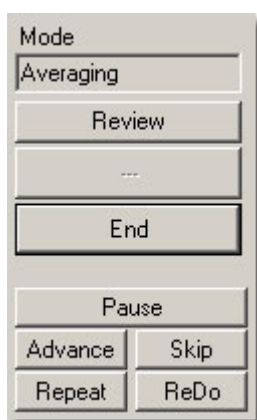 Mode
Averaging
Review
---
End
Pause
Advance Skip
Repeat ReDo